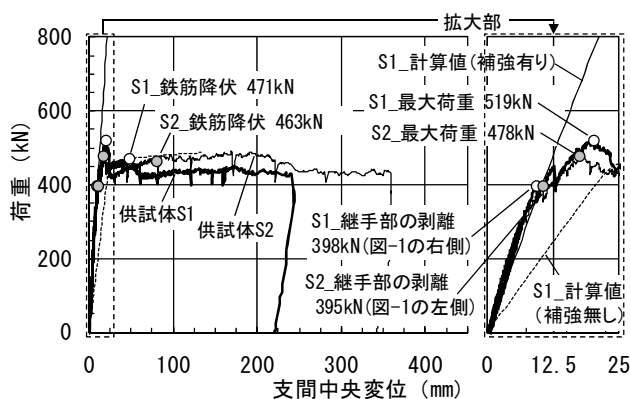 拡大部
800
600
400
200
0
荷重 (kN)
S1_鉄筋降伏 471kN
S2_鉄筋降伏 463kN
供試体S1
供試体S2
0
100
200
300
400
支間中央変位 (mm)
S1_計算値(補強有り)
S1_最大荷重 519kN
S2_最大荷重 478kN
S1_継手部の剥離
398kN(図-1の右側)
S2_継手部の剥離
395kN(図-1の左側)
S1_計算値
(補強無し)
0
12.5
25